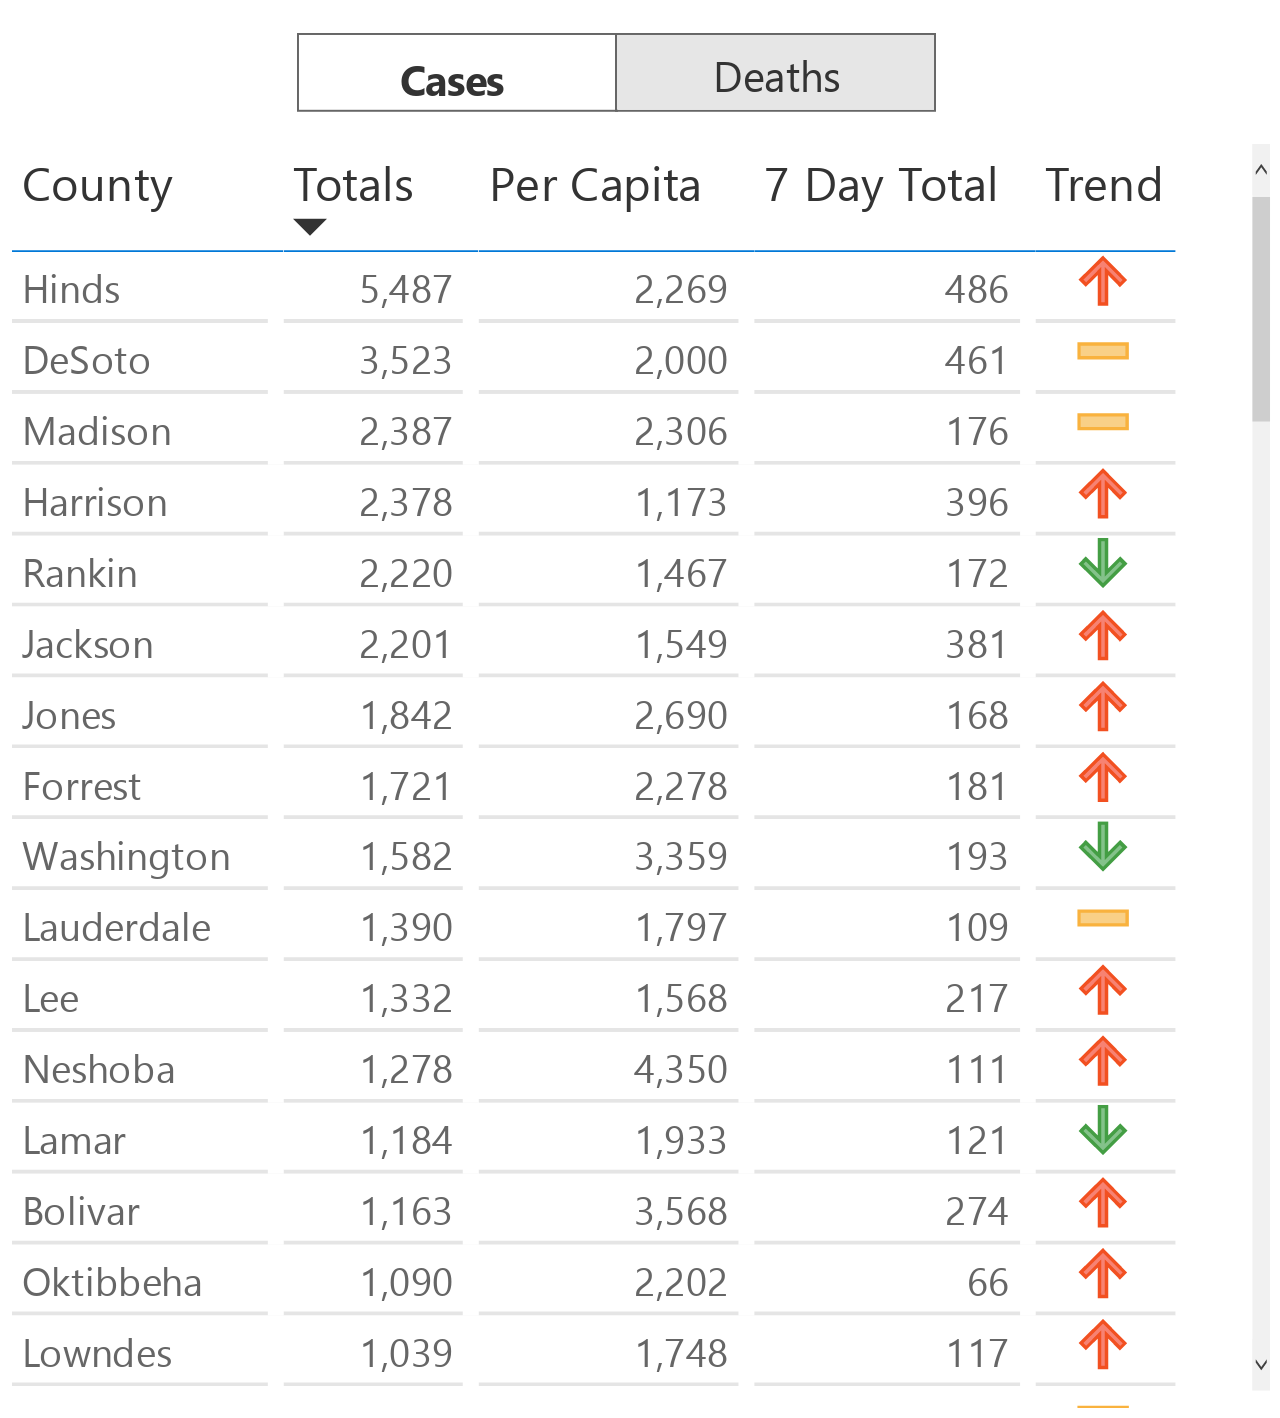 Cases Deaths
County Totals Per Capita 7 Day Total Trend
Hinds 5,487 2,269 486
DeSoto 3,523 2,000 461
Madison 2,387 2,306 176
Harrison 2,378 1,173 396
Rankin 2,220 1,467 172
Jackson 2,201 1,549 381
Jones 1,842 2,690 168
Forrest 1,721 2,278 181
Washington 1,582 3,359 193
Lauderdale 1,390 1,797 109
Lee 1,332 1,568 217
Neshoba 1,278 4,350 111
Lamar 1,184 1,933 121
Bolivar 1,163 3,568 274
Oktibbeha 1,090 2,202 66
Lowndes 1,039 1,748 117